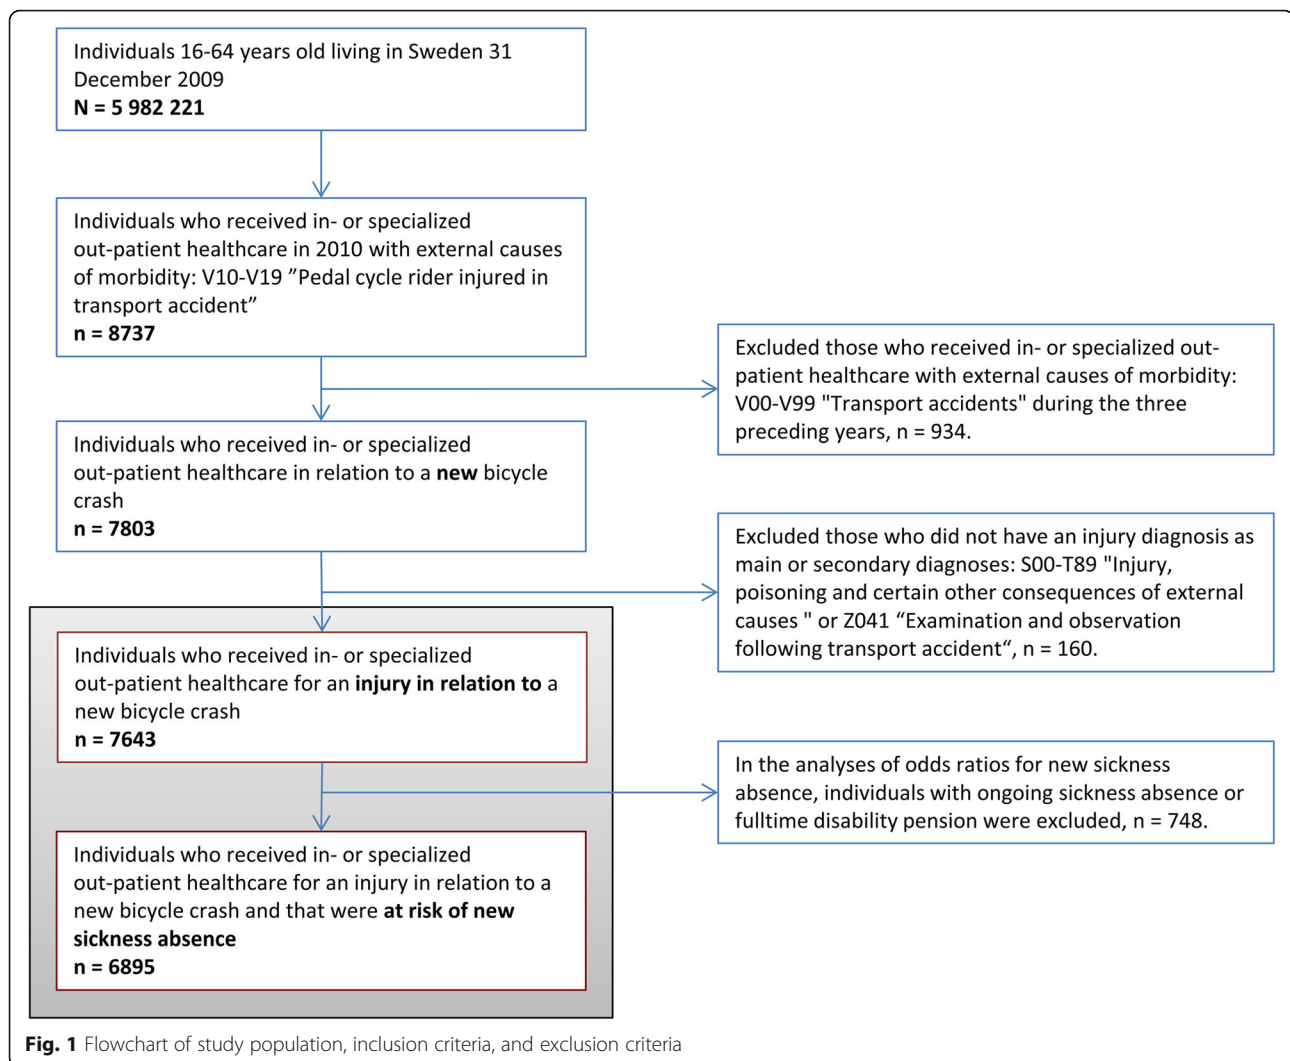 Individuals 16-64 years old living in Sweden 31
December 2009
N = 5 982 221
Individuals who received in- or specialized
out-patient healthcare in 2010 with external causes
of morbidity: V10-V19 ”Pedal cycle rider injured in
transport accident”
n = 8737
Excluded those who received in- or specialized out-
patient healthcare with external causes of morbidity:
V00-V99 "Transport accidents" during the three
preceding years, n = 934.
Individuals who received in- or specialized
out-patient healthcare in relation to a new bicycle
crash
n = 7803
Excluded those who did not have an injury diagnosis as
main or secondary diagnoses: S00-T89 "Injury,
poisoning and certain other consequences of external
causes " or Z041 “Examination and observation
following transport accident“, n = 160.
Individuals who received in- or specialized
out-patient healthcare for an injury in relation to a
new bicycle crash
n = 7643
In the analyses of odds ratios for new sickness
absence, individuals with ongoing sickness absence or
fulltime disability pension were excluded, n = 748.
Individuals who received in- or specialized
out-patient healthcare for an injury in relation to a
new bicycle crash and that were at risk of new
sickness absence
n = 6895
Fig. 1 Flowchart of study population, inclusion criteria, and exclusion criteria